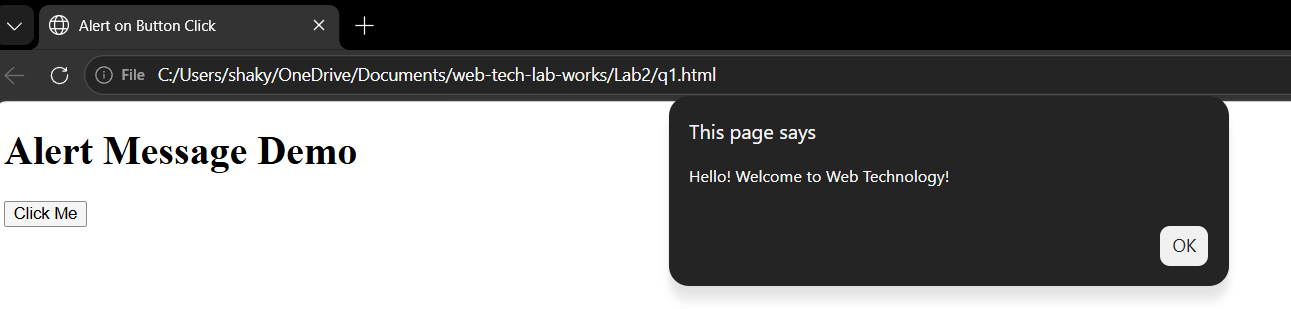 Alert on Button Click
File C:/Users/shaky/OneDrive/Documents/web-tech-lab-works/Lab2/q1.html
Alert Message Demo
Click Me
This page says
Hello! Welcome to Web Technology!
OK